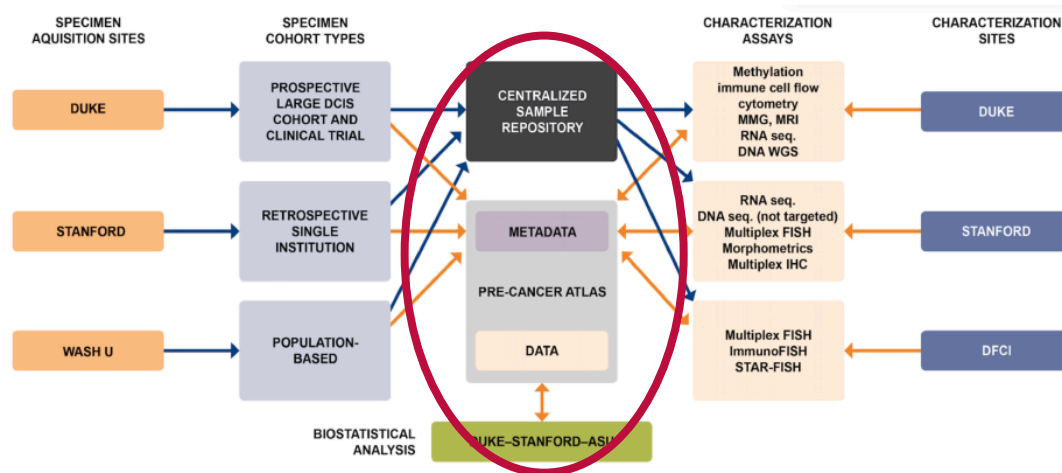 SPECIMEN
AQUISITION SITES
SPECIMEN
COHORT TYPES
CHARACTERIZATION
ASSAYS
CHARACTERIZATION
SITES
DUKE
PROSPECTIVE
LARGE DCIS
COHORT AND
CLINICAL TRIAL
CENTRALIZED
SAMPLE
REPOSITORY
Methylation
immune cell flow
cytometry
MMG, MRI
RNA seq.
DNA WGS
DUKE
STANFORD
RETROSPECTIVE
SINGLE
INSTITUTION
METADATA
RNA seq.
DNA seq. (not targeted)
Multiplex FISH
Morphometrics
Multiplex IHC
STANFORD
PRE-CANCER ATLAS
WASH U
POPULATION-
BASED
DATA
Multiplex FISH
ImmunoFISH
STAR-FISH
DFCI
BIOSTATISTICAL
ANALYSIS
DUKE–STANFORD–ASU